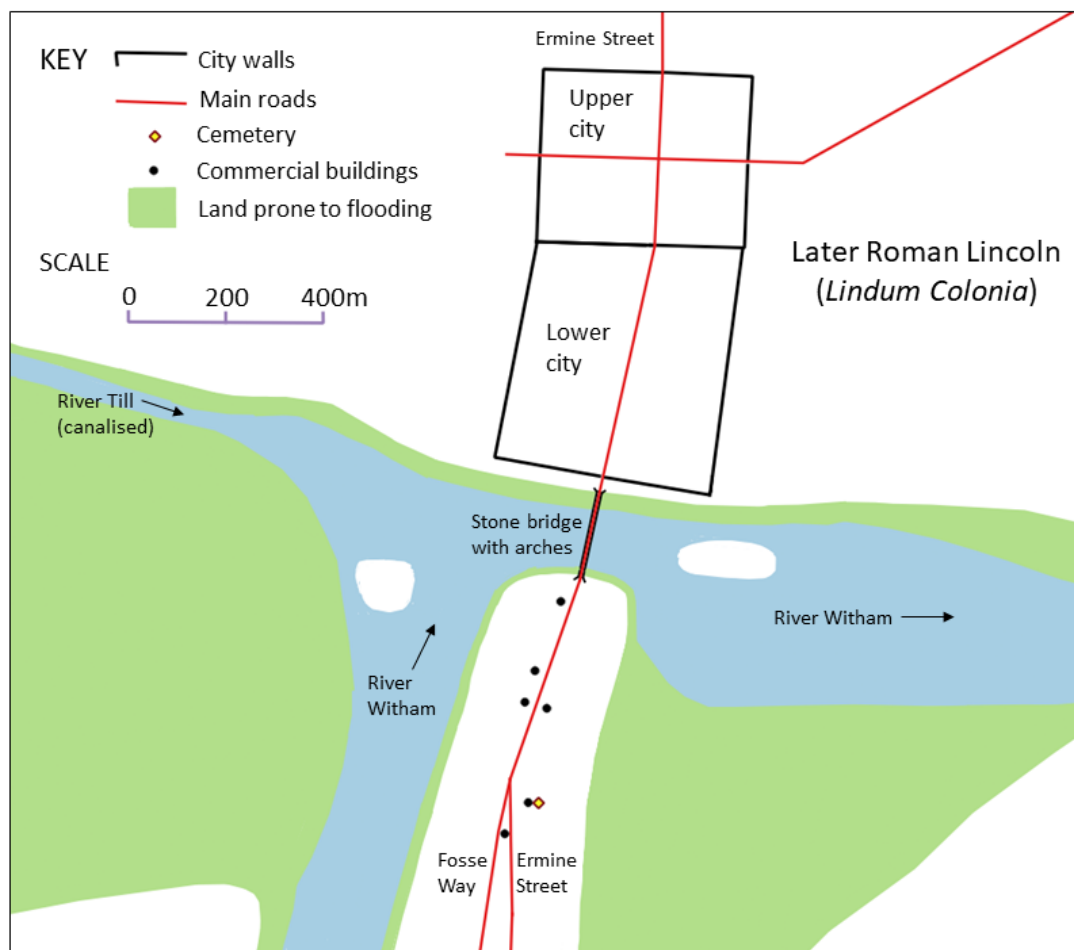 KEY
City walls
Main roads
Cemetery
Commercial buildings
Land prone to flooding
SCALE
0 200 400m
Ermine Street
Upper
city
Later Roman Lincoln
(Lindum Colonia)
Lower
city
River Till
(canalised)
Stone bridge
with arches
River Witham
River
Witham
Fosse
Way
Ermine
Street